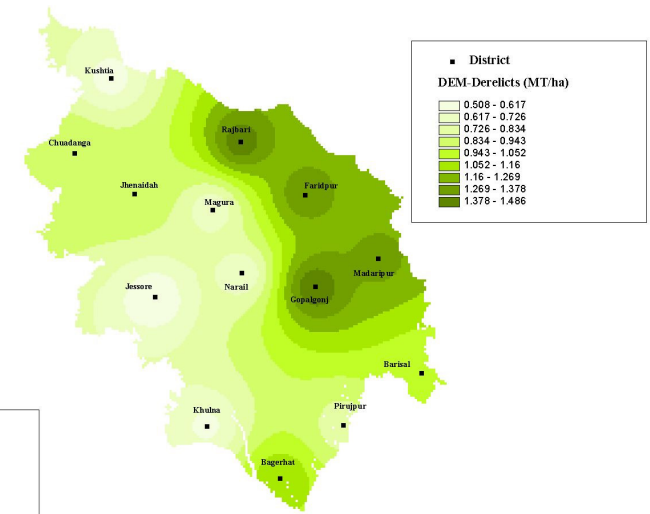 District
DEM-Derelicts (MT/ha)
0.508 - 0.617
0.617 - 0.726
0.726 - 0.834
0.834 - 0.943
0.943 - 1.052
1.052 - 1.16
1.16 - 1.269
1.269 - 1.378
1.378 - 1.486
Kushtia
Rajbari
Chuadanga
Jhenaidah
Faridpur
Magura
Madaripur
Jessore
Narail
Gopalgonj
Barisal
Khulna
Pirujpur
Bagerhat